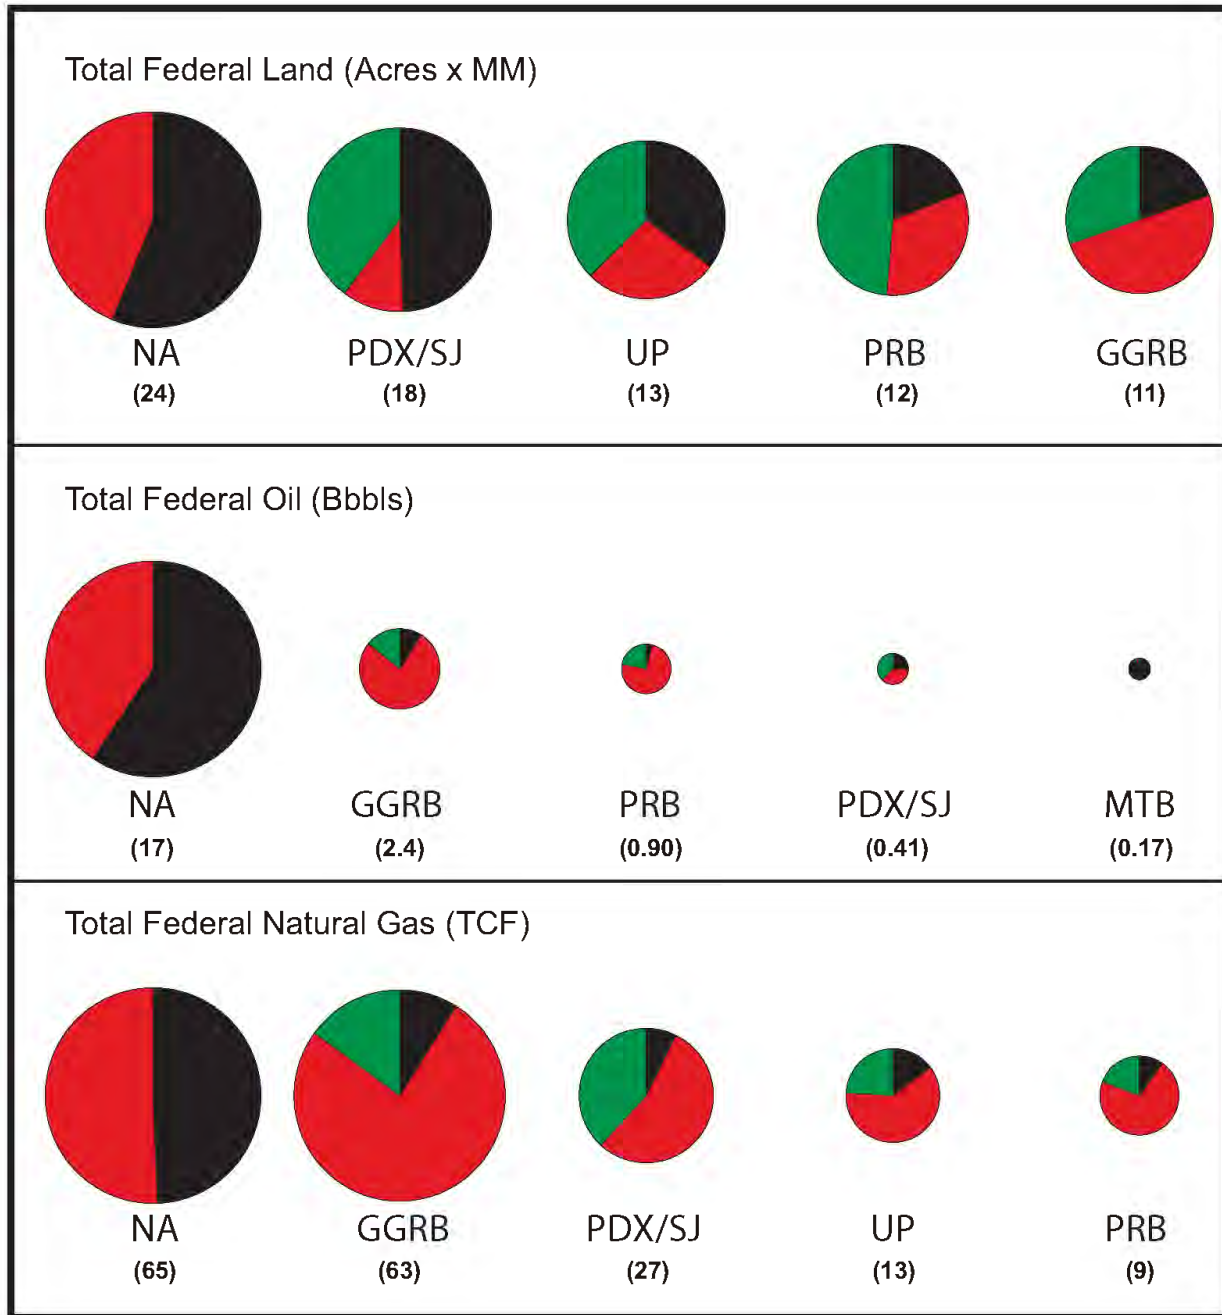 Total Federal Land (Acres x MM)
NA PDX/SJ UP PRB GGRB
(24) (18) (13) (12) (11)
Total Federal Oil (Bbbls)
NA GGRB PRB PDX/SJ MTB
(17) (2.4) (0.90) (0.41) (0.17)
Total Federal Natural Gas (TCF)
NA GGRB PDX/SJ UP PRB
(65) (63) (27) (13) (9)